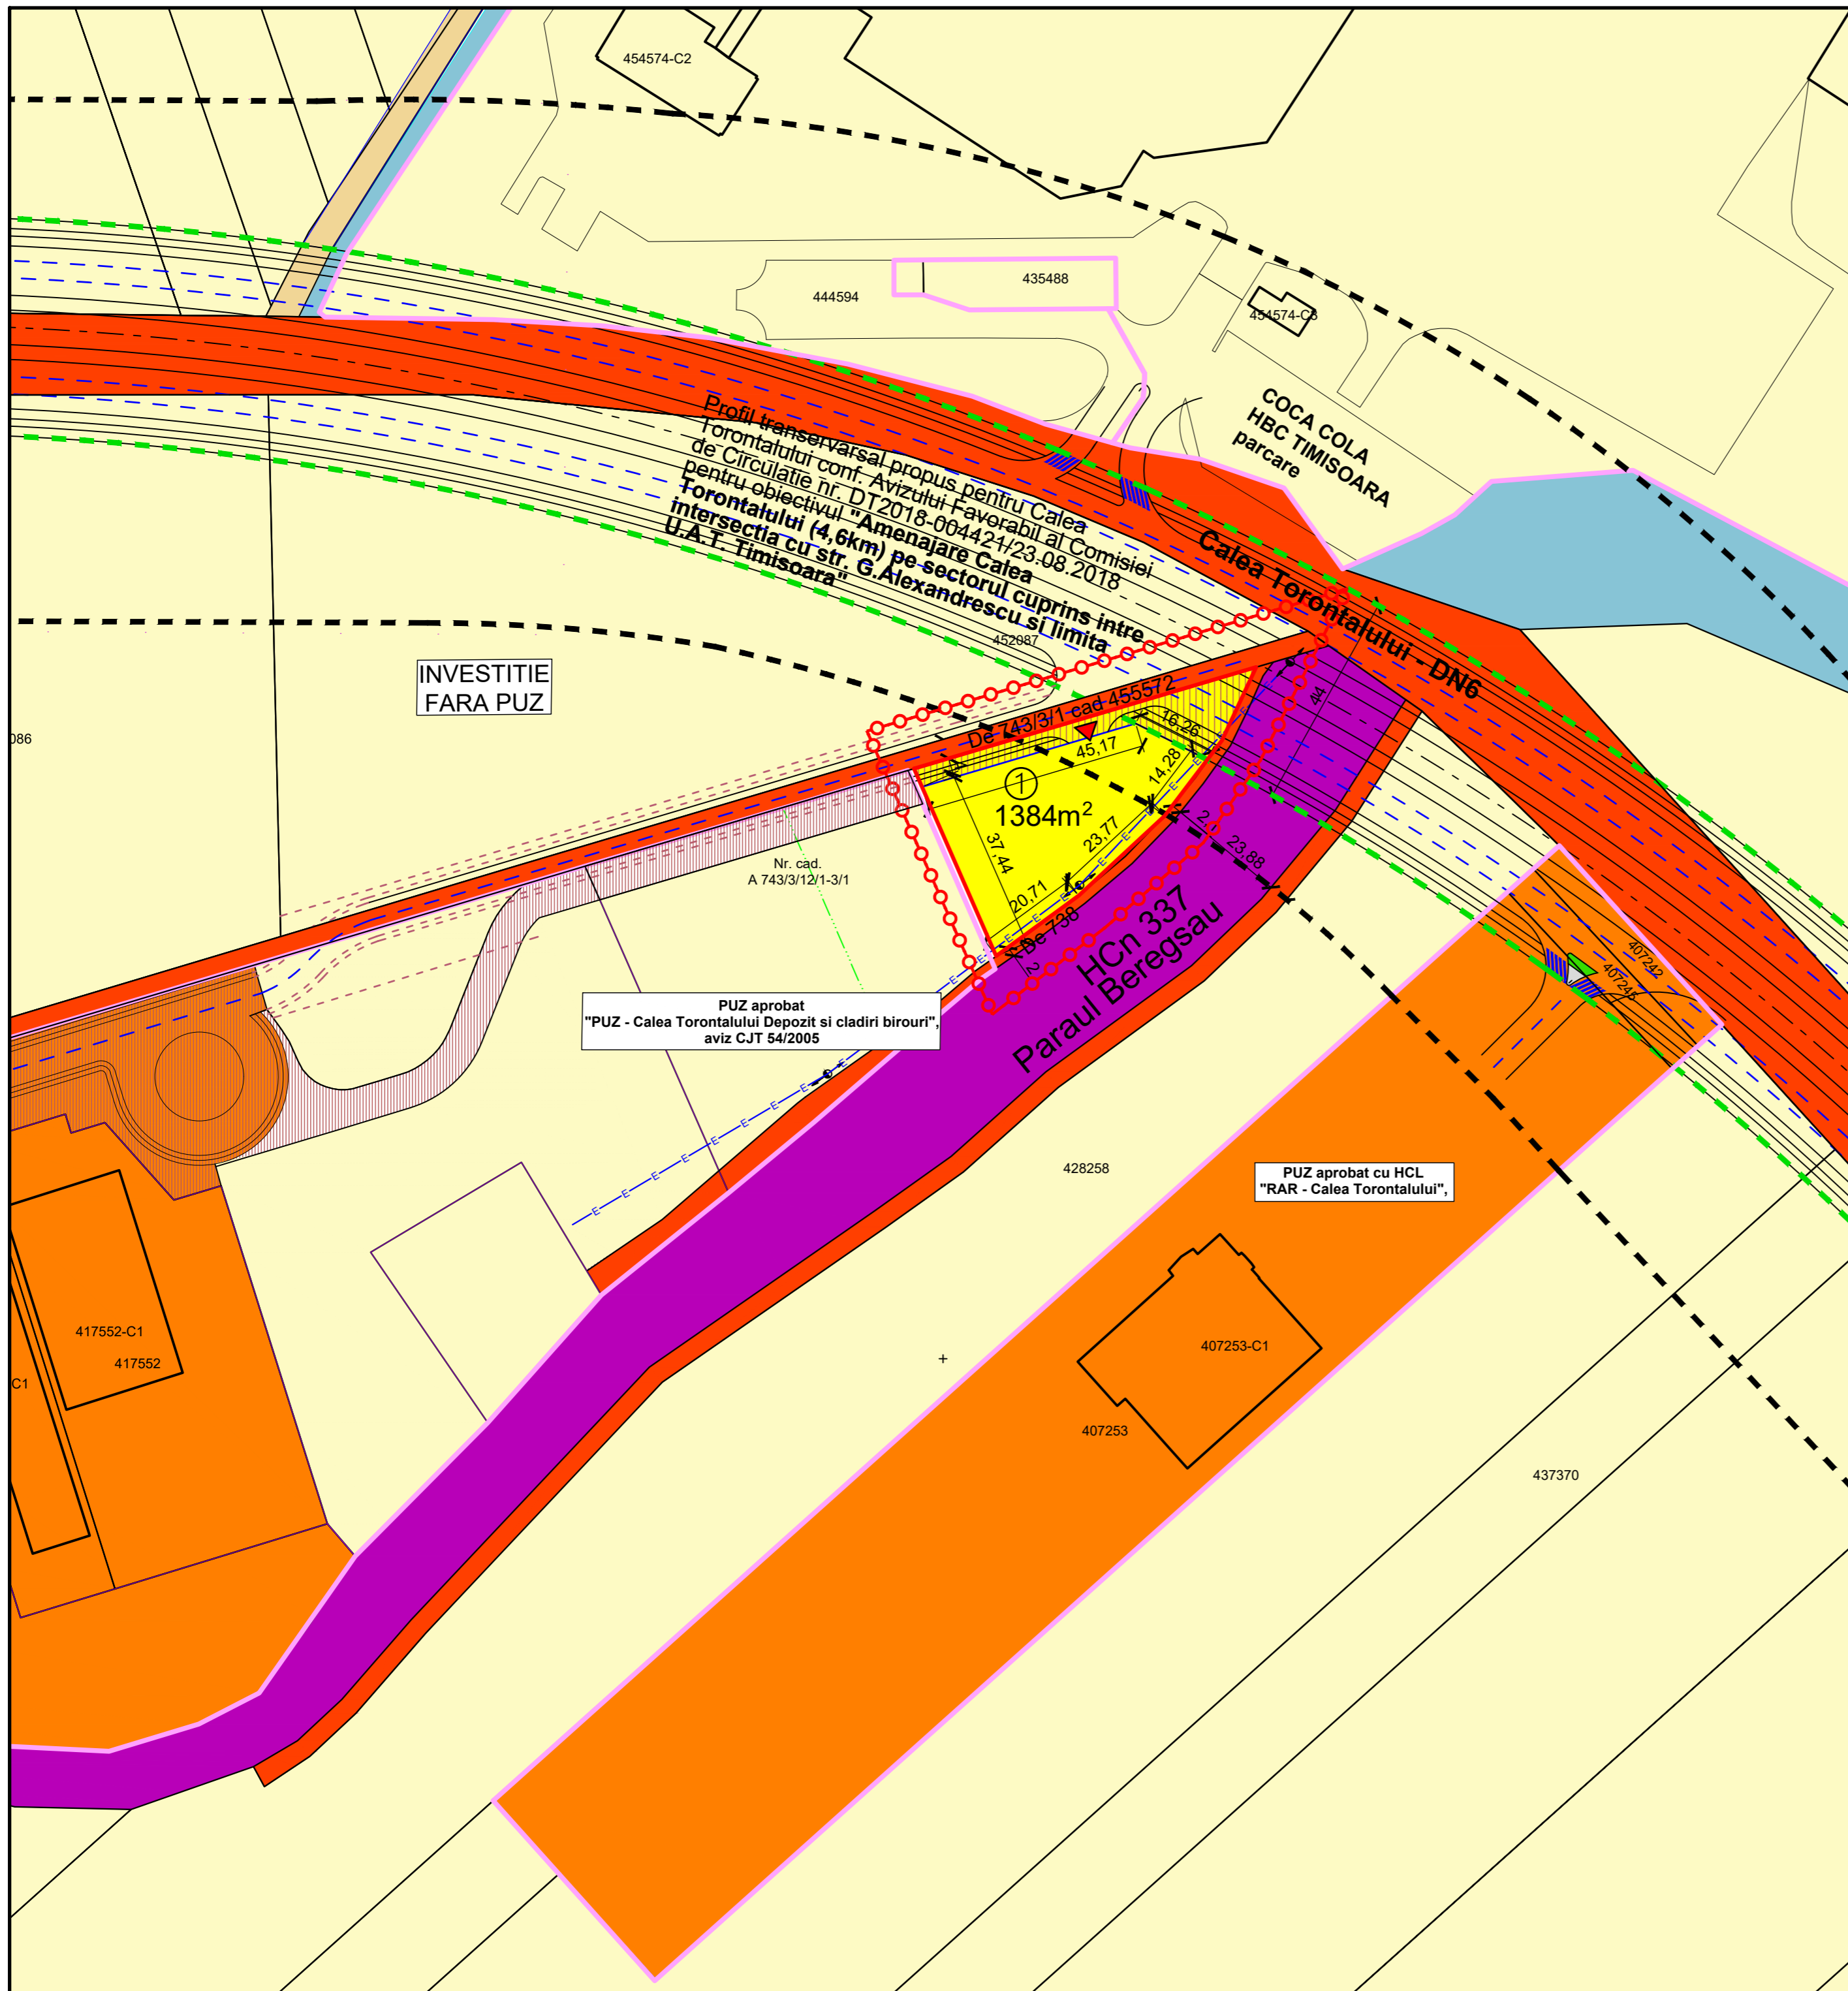 454574-C2
435488
444594
454574-C3
COCA COLA
HBC TIMISOARA
parcare
Profil transervarsal propus pentru Calea
Torontalului conf. Avizului Favorabil al Comisiei
de Circulatie nr. DT2018-004421/23.08.2018
pentru obiectivul "Amenajare Calea
Torontalului (4,6km) pe sectorul cuprins intre
intersectia cu str. G.Alexandrescu si limita
U.A.T. Timisoara"
Calea Torontalului - DN6
452087
INVESTITIE
FARA PUZ
086
De 743/3/1 cad 455572
44
16,26
45,17
14,28
1
1384m²
23,77
37,44
20,71
2
23,88
De 738
2
HCn 337
Paraul Beregsau
Nr. cad.
A 743/3/12/1-3/1
407242
407245
PUZ aprobat
"PUZ - Calea Torontalului Depozit si cladiri birouri",
aviz CJT 54/2005
E E E E E E E E E E E E E E
428258
PUZ aprobat cu HCL
"RAR - Calea Torontalului",
417552-C1
417552
C1
407253-C1
407253
437370